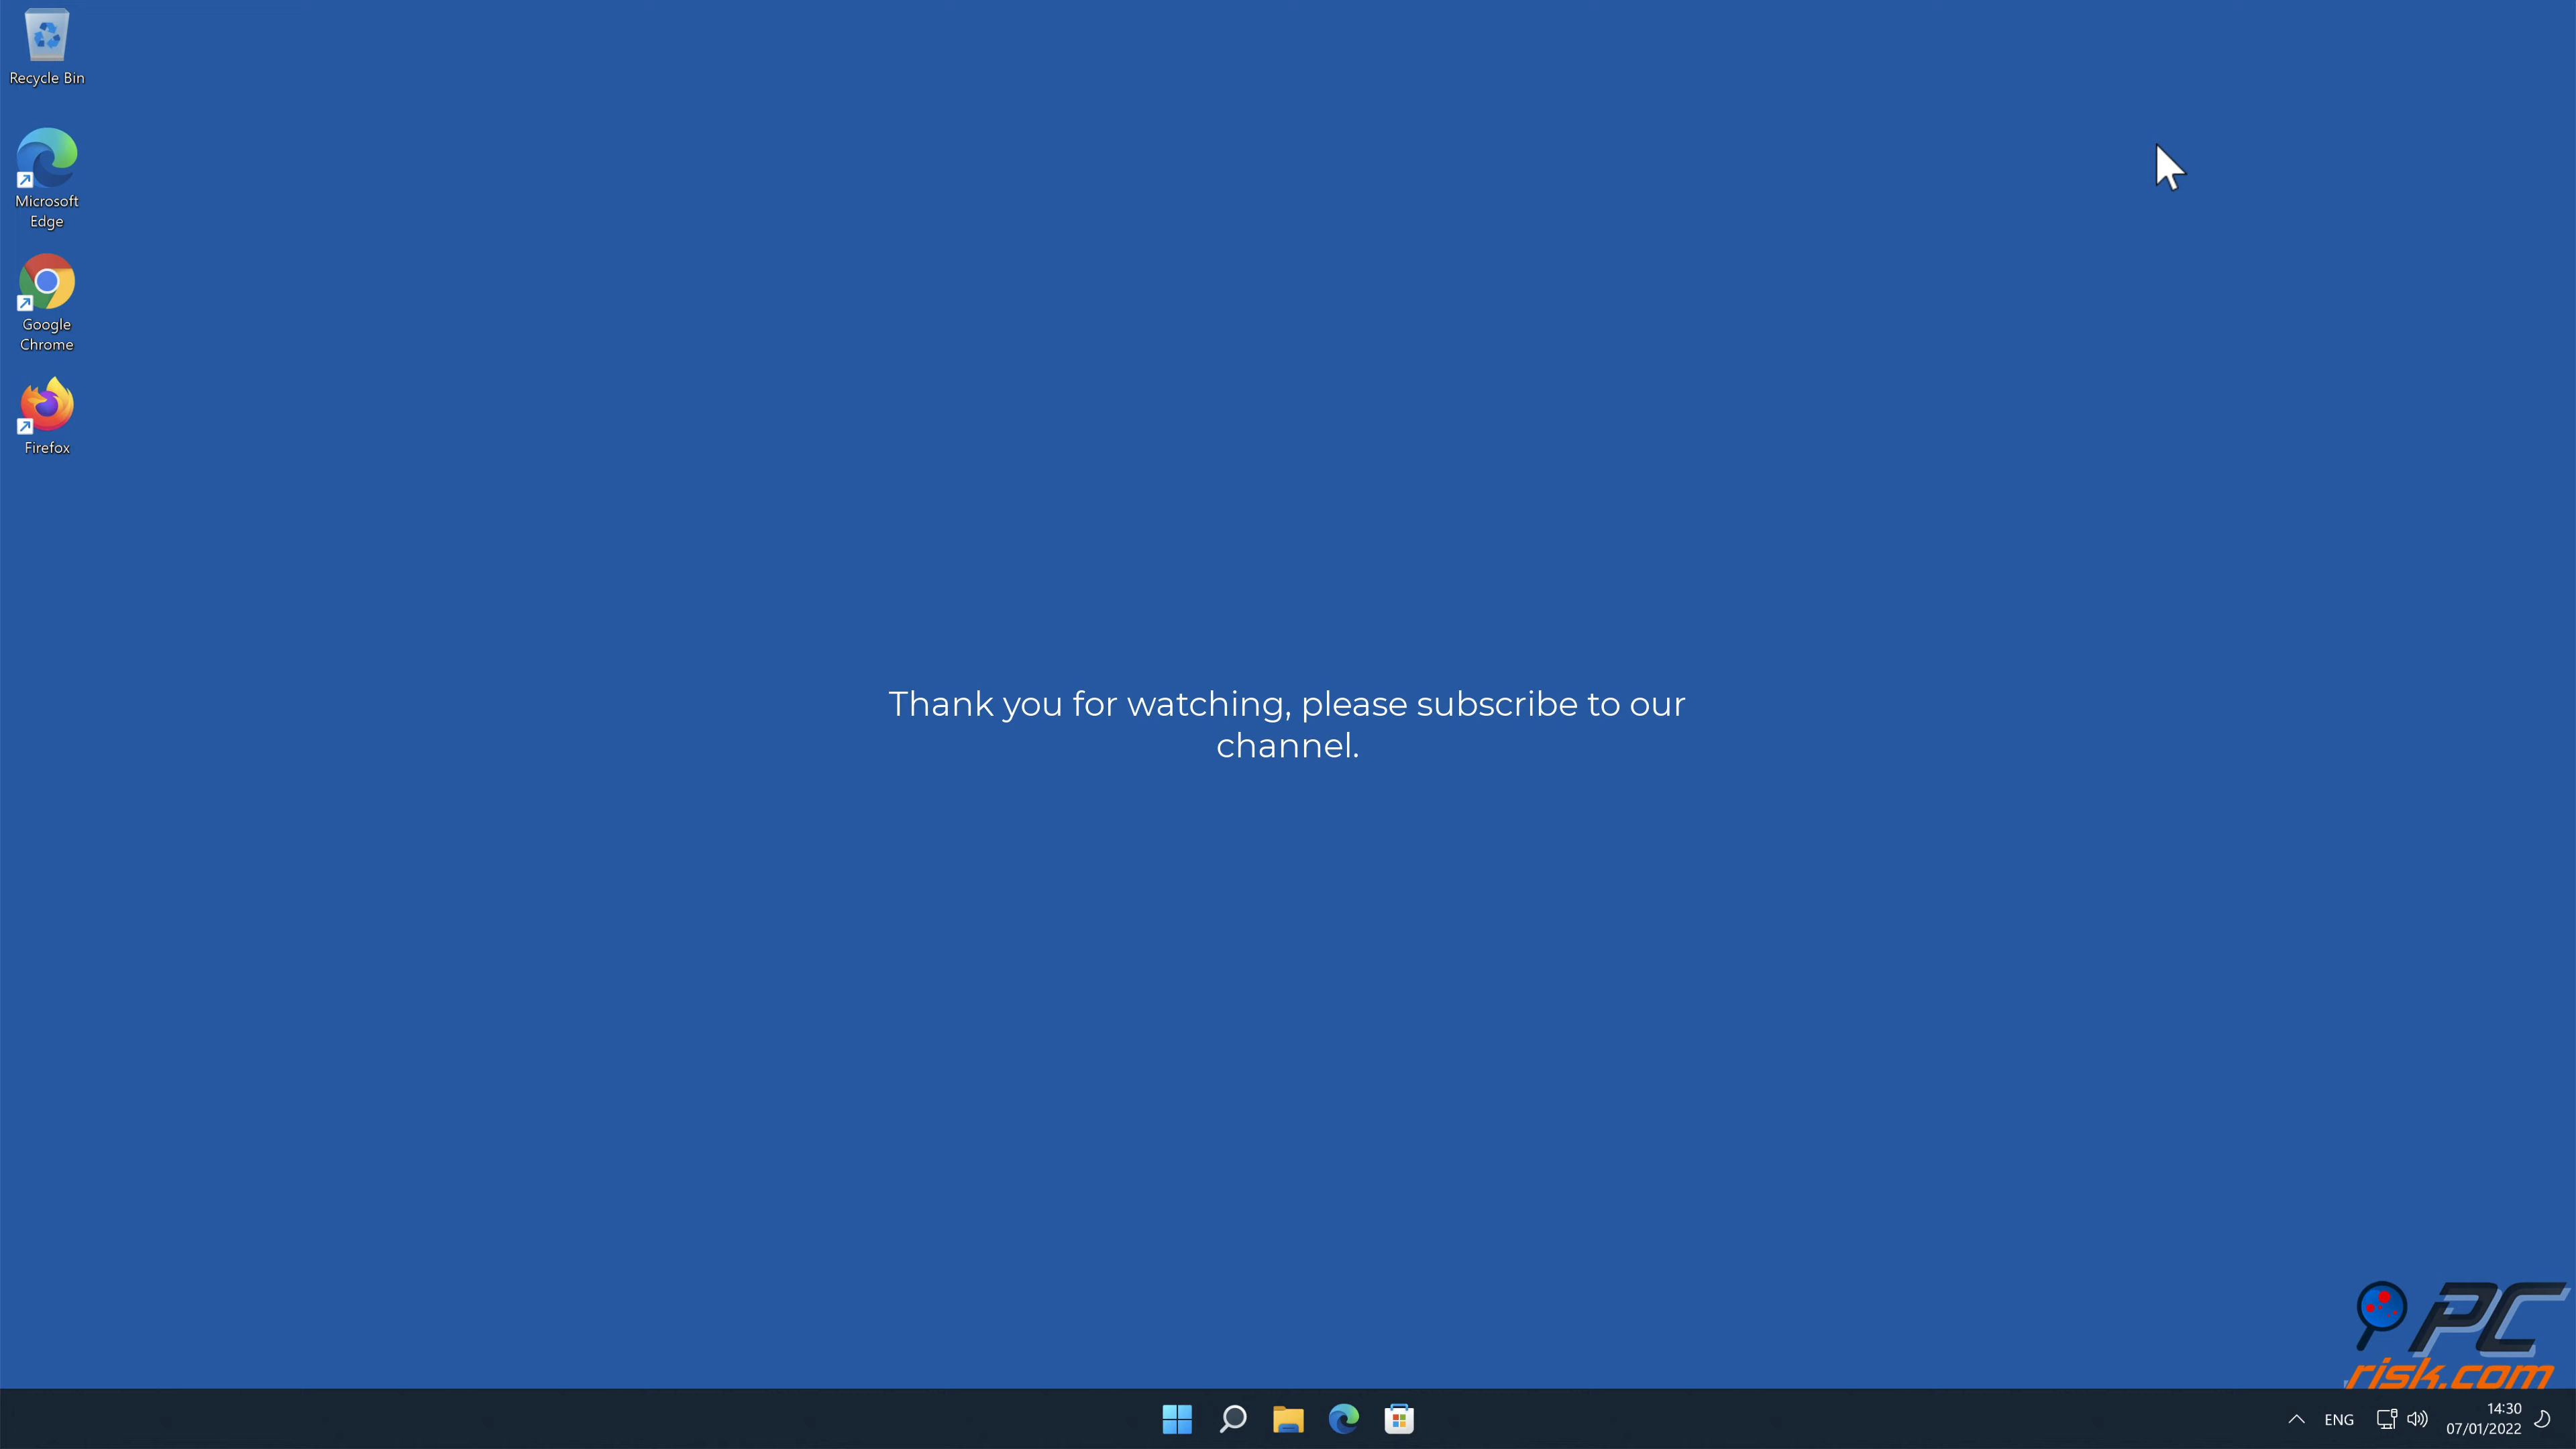 Recycle Bin
Microsoft
Edge
Google
Chrome
Firefox
Thank you for watching, please subscribe to our
channel.
PC
risk.com
ENG
14:30
07/01/2022